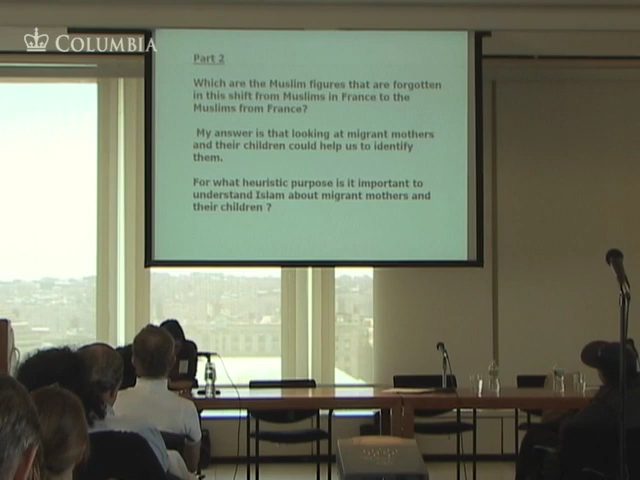 COLUMBIA
Part 2
Which are the Muslim figures that are forgotten
in this shift from Muslims in France to the
Muslims from France?
My answer is that looking at migrant mothers
and their children could help us to identify
them.
For what heuristic purpose is it important to
understand Islam about migrant mothers and
their children ?